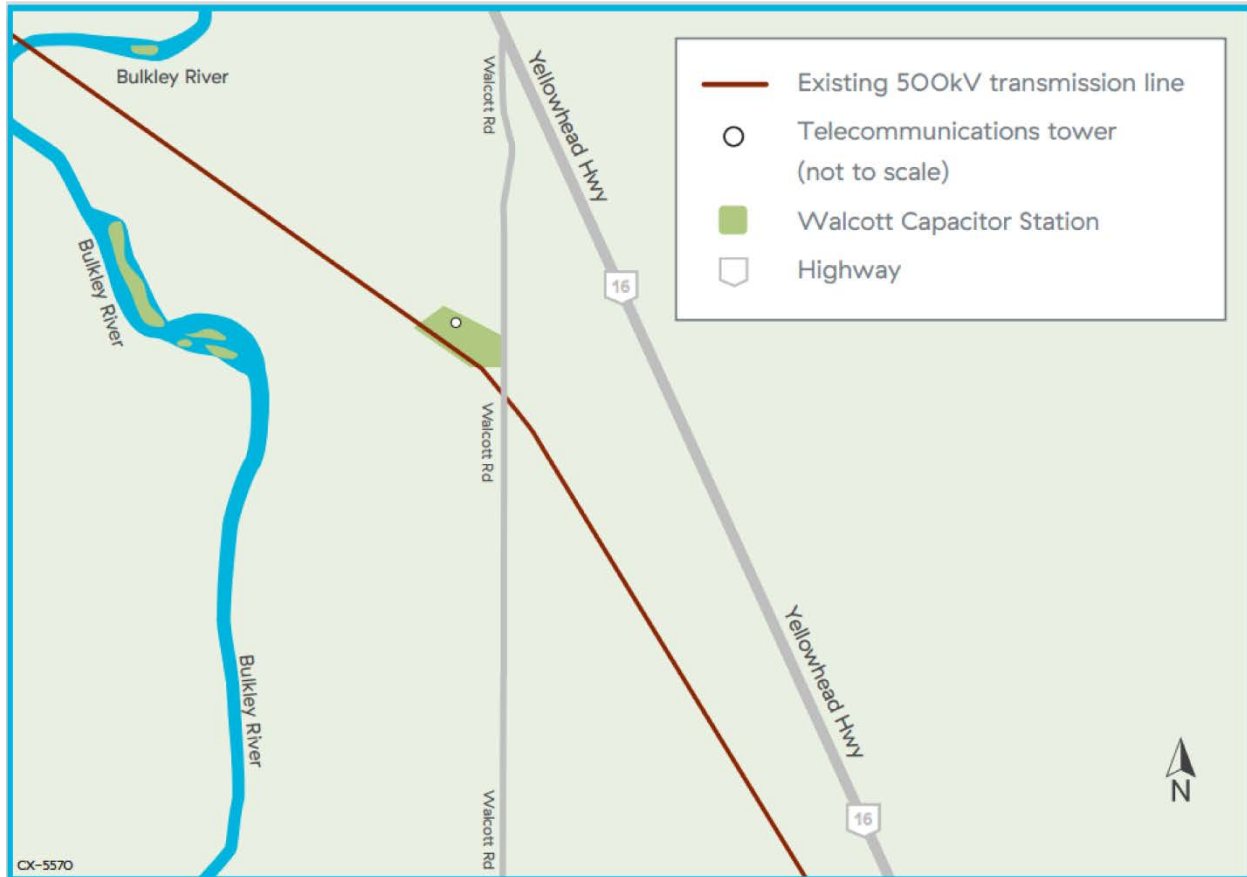 Bulkley River
Walcott Rd
Yellowhead Hwy
Existing 500kV transmission line
Telecommunications tower
(not to scale)
Walcott Capacitor Station
Highway
Bulkley River
16
Walcott Rd
Bulkley River
Yellowhead Hwy
Walcott Rd
16
N
CX-5570